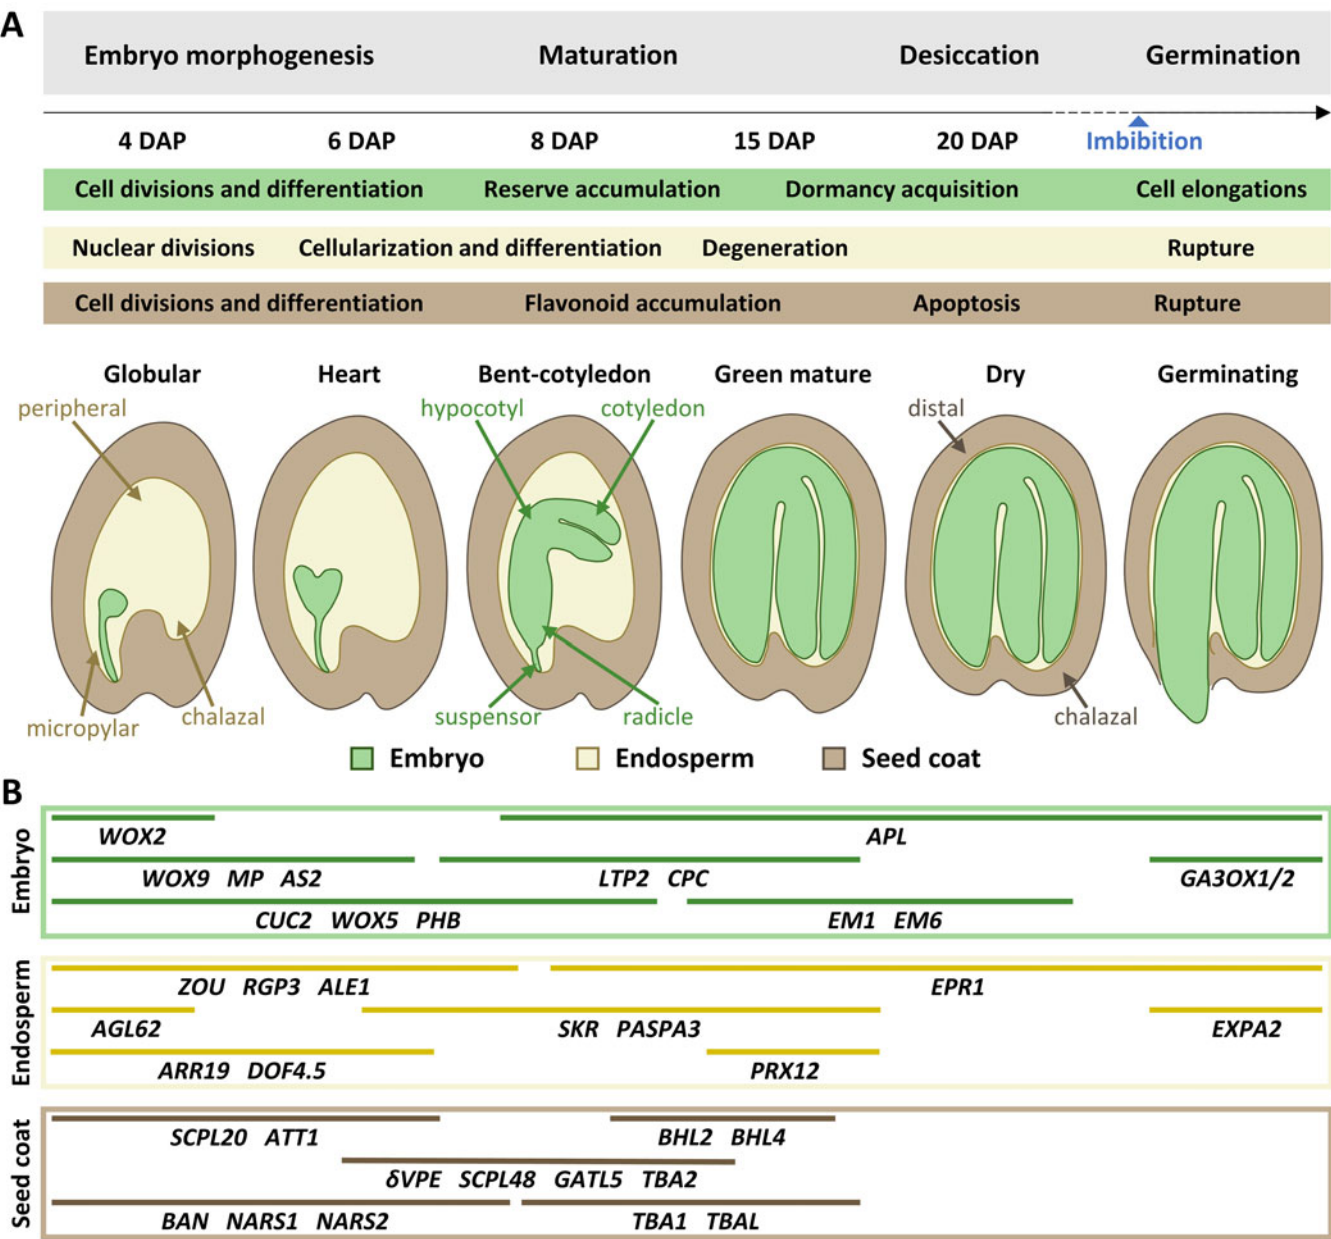 A
Embryo morphogenesis Maturation Desiccation Germination
4 DAP 6 DAP 8 DAP 15 DAP 20 DAP Imbibition
Cell divisions and differentiation Reserve accumulation Dormancy acquisition Cell elongations
Nuclear divisions Cellularization and differentiation Degeneration Rupture
Cell divisions and differentiation Flavonoid accumulation Apoptosis Rupture
Globular Heart Bent-cotyledon Green mature Dry Germinating
peripheral hypocotyl cotyledon distal
micropylar chalazal suspensor radicle chalazal
Embryo Endosperm Seed coat
B
Embryo
WOX2 APL
WOX9 MP AS2 LTP2 CPC GA3OX1/2
CUC2 WOX5 PHB EM1 EM6
Endosperm
ZOU RGP3 ALE1 EPR1
AGL62 SKR PASPA3 EXPA2
ARR19 DOF4.5 PRX12
Seed coat
SCPL20 ATT1 BHL2 BHL4
δVPE SCPL48 GATL5 TBA2
BAN NARS1 NARS2 TBA1 TBAL